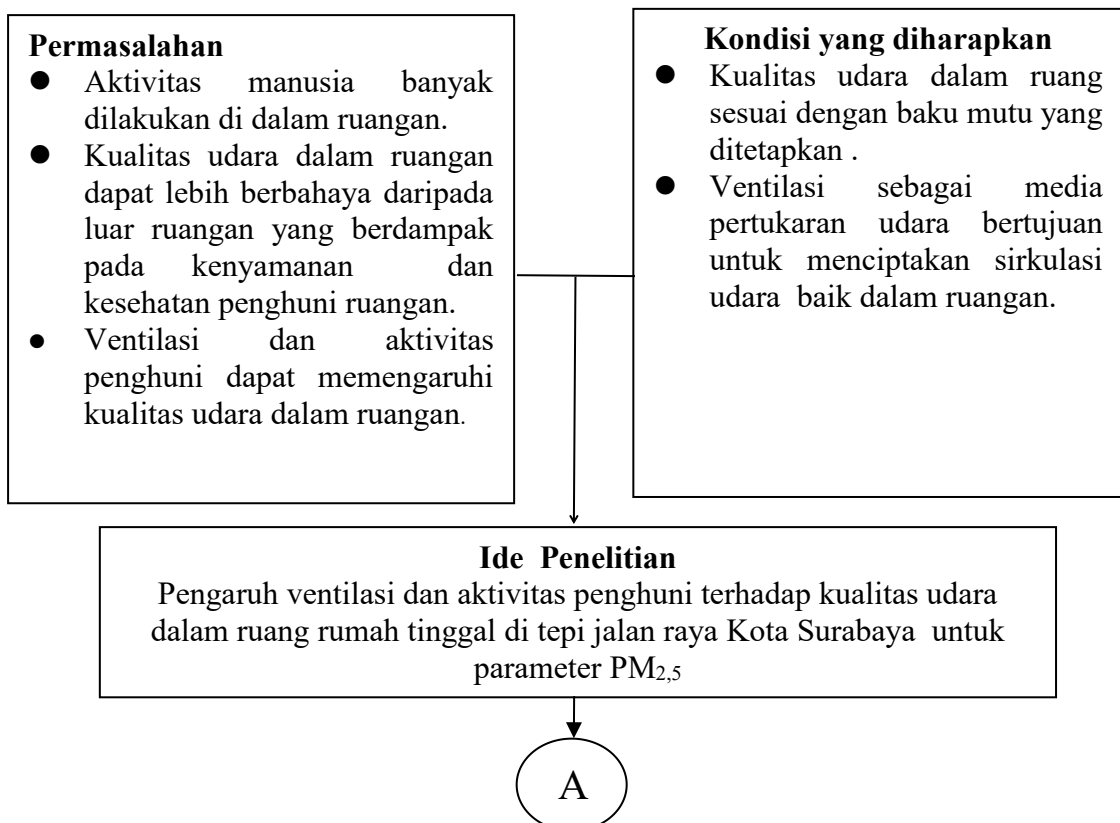 Permasalahan
● Aktivitas manusia banyak
dilakukan di dalam ruangan.
● Kualitas udara dalam ruangan
dapat lebih berbahaya daripada
luar ruangan yang berdampak
pada kenyamanan dan
kesehatan penghuni ruangan.
● Ventilasi dan aktivitas
penghuni dapat memengaruhi
kualitas udara dalam ruangan.
Kondisi yang diharapkan
● Kualitas udara dalam ruang
sesuai dengan baku mutu yang
ditetapkan .
● Ventilasi sebagai media
pertukaran udara bertujuan
untuk menciptakan sirkulasi
udara baik dalam ruangan.
Ide Penelitian
Pengaruh ventilasi dan aktivitas penghuni terhadap kualitas udara
dalam ruang rumah tinggal di tepi jalan raya Kota Surabaya untuk
parameter PM₂,₅
A